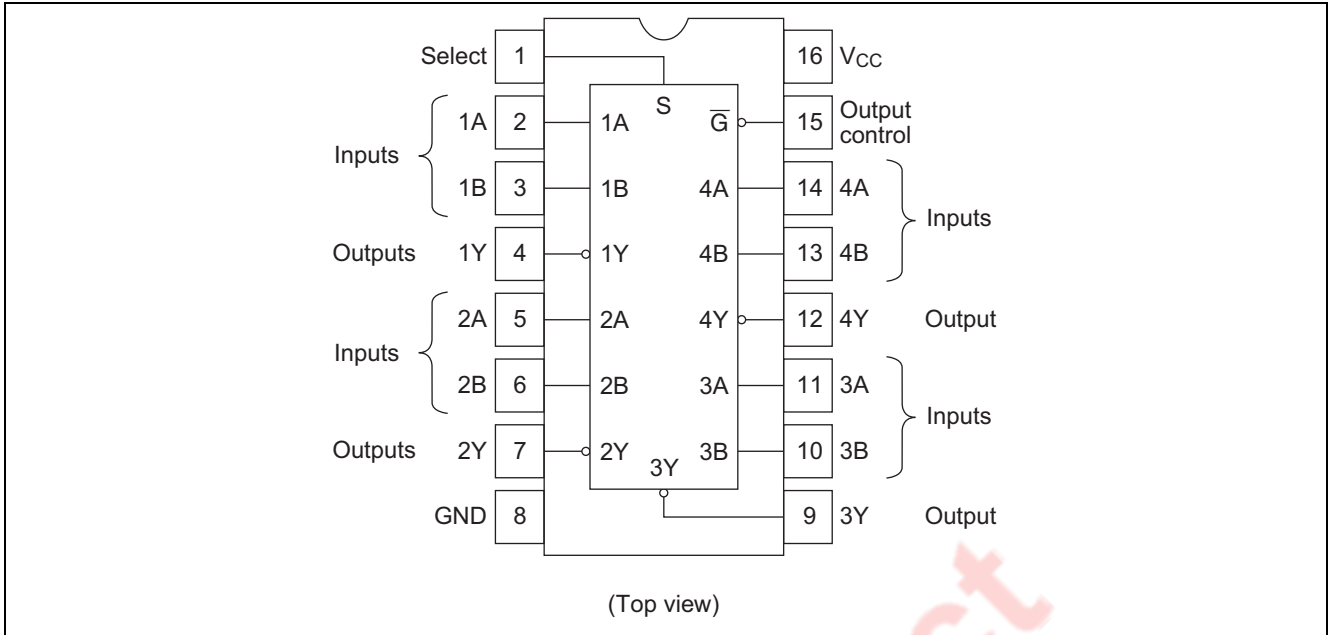 Select 1 16 VCC
S G̅ 15 Output control
Inputs 1A 2 1A
1B 3 1B 4A 14 4A Inputs
Outputs 1Y 4 1Y 4B 13 4B
2A 5 2A 4Y 12 4Y Output
Inputs 2B 6 2B 3A 11 3A Inputs
Outputs 2Y 7 2Y 3Y 3B 10 3B
GND 8 9 3Y Output
(Top view)
ct